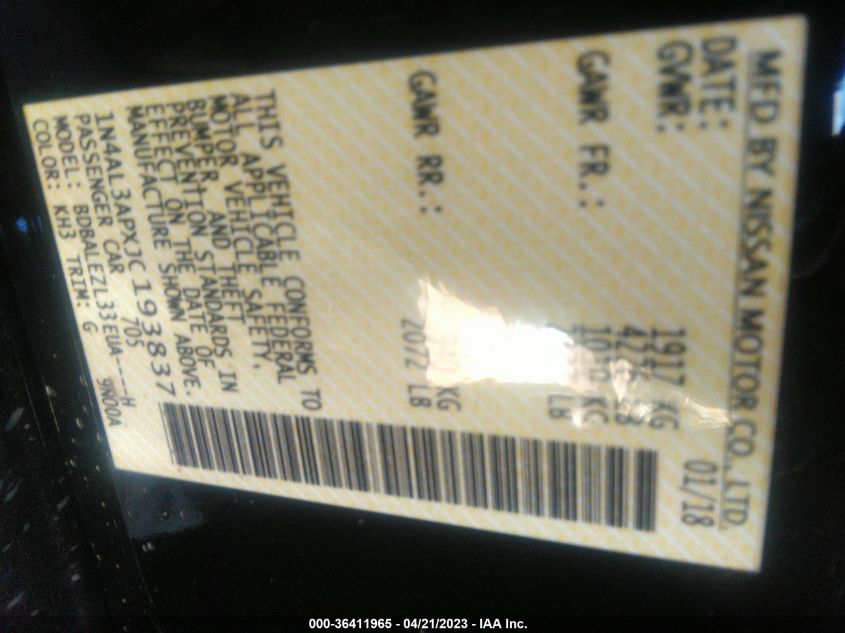 MFD BY NISSAN MOTOR CO., LTD.
DATE: 01/18
GVWR: 1917 KG
LB
GAWR FR.: KG
LB
GAWR RR.: KG
2072 LB
THIS VEHICLE CONFORMS TO
ALL APPLICABLE FEDERAL
MOTOR VEHICLE SAFETY,
BUMPER, AND THEFT
PREVENTION STANDARDS IN
EFFECT ON THE DATE OF
MANUFACTURE SHOWN ABOVE.
1N4AL3APXJC193837
PASSENGER CAR 705
MODEL: BDBALEZL33EUA----H
COLOR: KH3 TRIM: G 9N00A
000-36411965 - 04/21/2023 - IAA Inc.